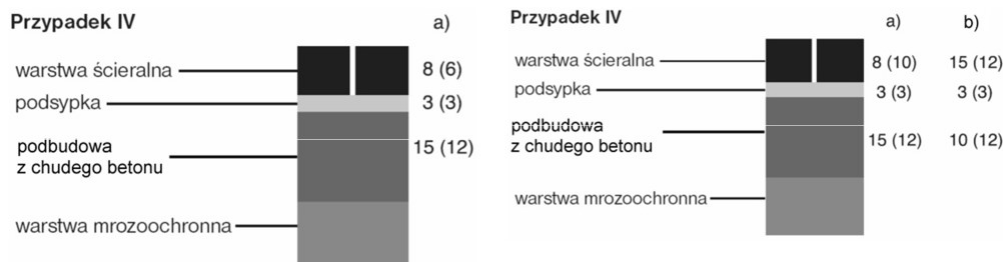 Przypadek IV
a)
warstwa ścieralna 8 (6)
podsypka 3 (3)
podbudowa
z chudego betonu 15 (12)
warstwa mrozoochronna
Przypadek IV
a) b)
warstwa ścieralna 8 (10) 15 (12)
podsypka 3 (3) 3 (3)
podbudowa
z chudego betonu 15 (12) 10 (12)
warstwa mrozoochronna